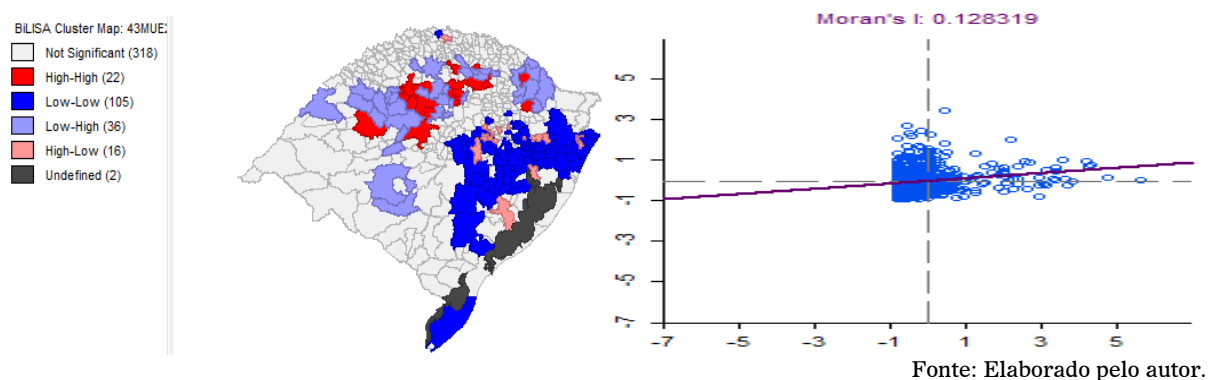 BiLISA Cluster Map: 43MUE2
Not Significant (318)
High-High (22)
Low-Low (105)
Low-High (36)
High-Low (16)
Undefined (2)
Moran's I: 0.128319
5
3
1
-1
-3
-5
-7
-7
-5
-3
-1
1
3
5
Fonte: Elaborado pelo autor.